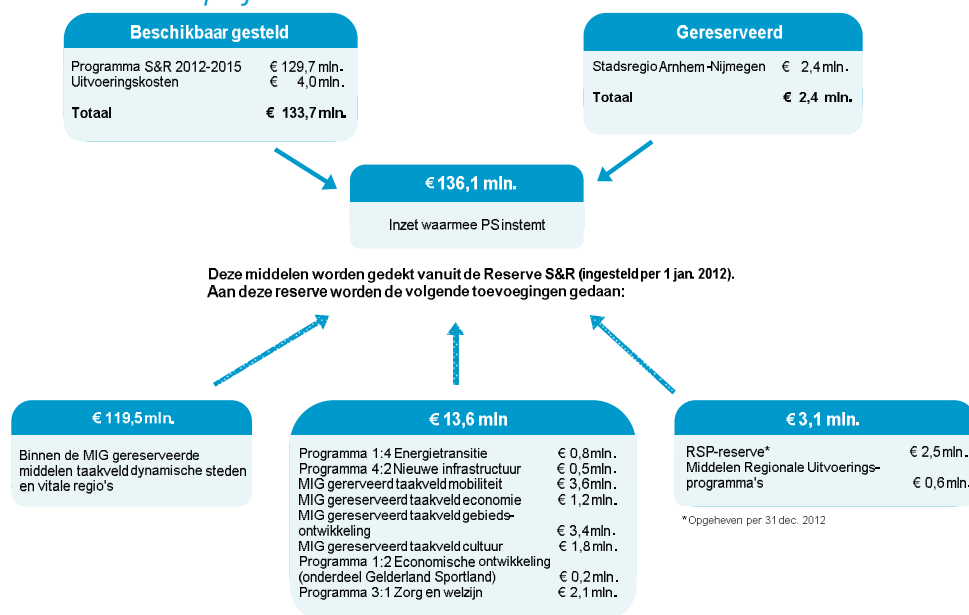 Beschikbaar gesteld
Programma S&R 2012-2015 € 129,7 mln.
Uitvoeringskosten € 4,0 mln.
Totaal € 133,7 mln.
Gereserveerd
Stadsregio Arnhem-Nijmegen € 2,4 mln.
Totaal € 2,4 mln.
€ 136,1 mln.
Inzet waarmee PS instemt
Deze middelen worden gedekt vanuit de Reserve S&R (ingesteld per 1 jan. 2012).
Aan deze reserve worden de volgende toevoegingen gedaan:
€ 119,5 mln.
Binnen de MIG gereserveerde
middelen taakveld dynamische steden
en vitale regio's
€ 13,6 mln
Programma 1:4 Energietransitie € 0,8 mln.
Programma 4:2 Nieuwe infrastructuur € 0,5 mln.
MIG gererveerd taakveld mobiliteit € 3,6 mln.
MIG gereserveerd taakveld economie € 1,2 mln.
MIG gereserveerd taakveld gebieds-
ontwikkeling € 3,4 mln.
MIG gereserveerd taakveld cultuur € 1,8 mln.
Programma 1:2 Economische ontwikkeling
(onderdeel Gelderland Sportland) € 0,2 mln.
Programma 3:1 Zorg en welzijn € 2,1 mln.
€ 3,1 mln.
RSP-reserve* € 2,5 mln.
Middelen Regionale Uitvoerings-
programma's € 0,6 mln.
*Opgeheven per 31 dec. 2012